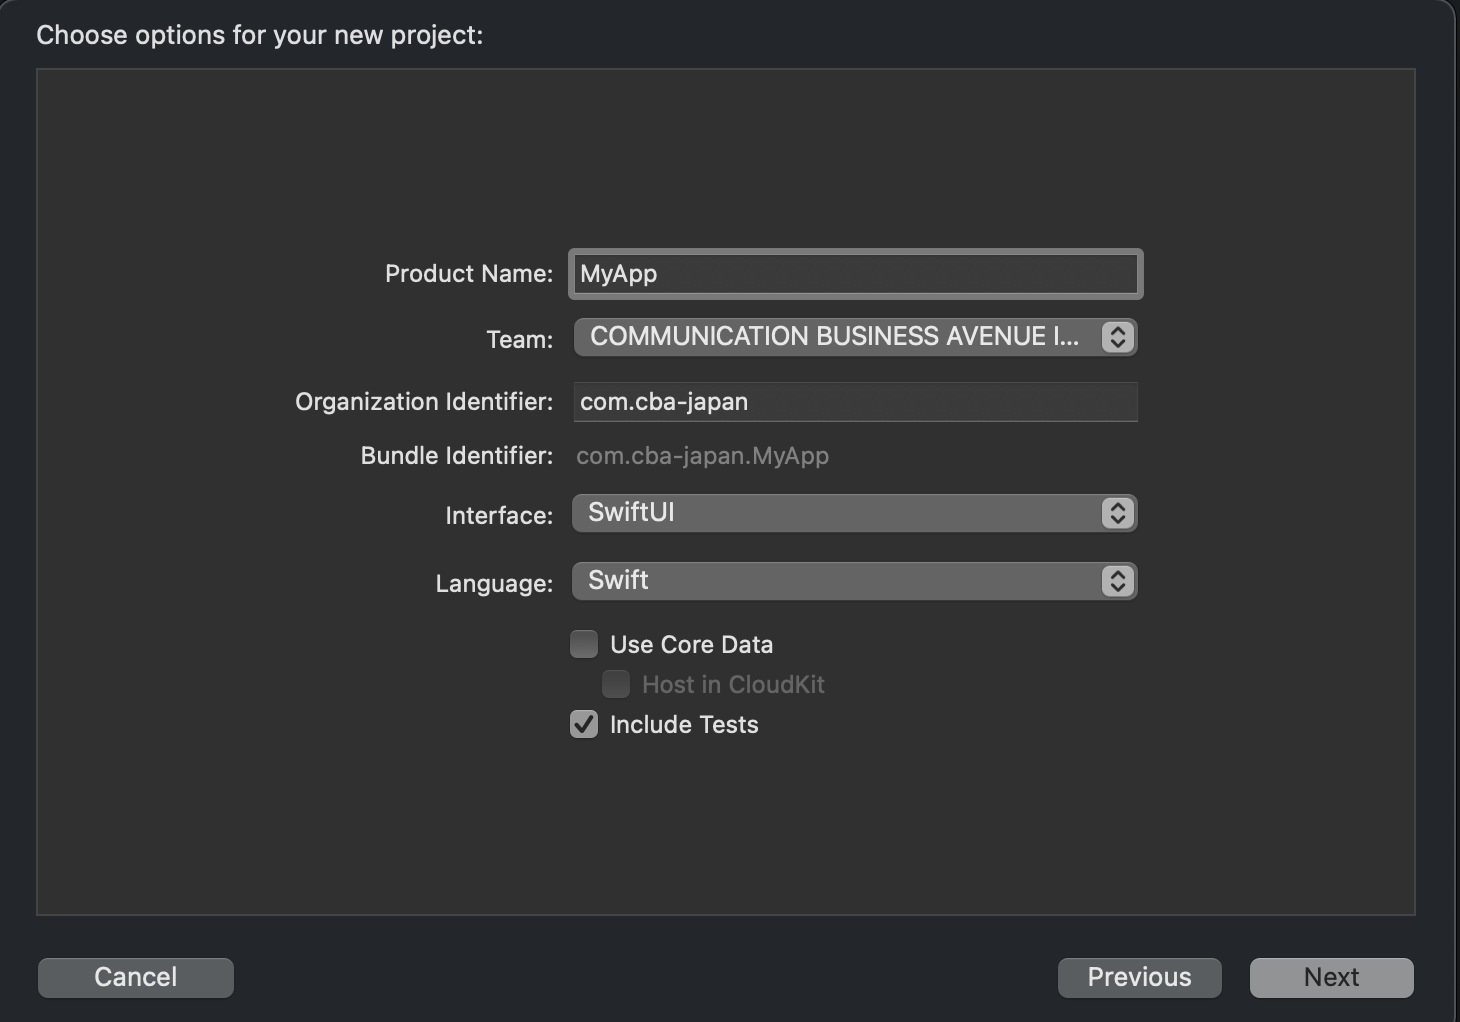 Choose options for your new project:
Product Name: MyApp
Team: COMMUNICATION BUSINESS AVENUE I...
Organization Identifier: com.cba-japan
Bundle Identifier: com.cba-japan.MyApp
Interface: SwiftUI
Language: Swift
Use Core Data
Host in CloudKit
Include Tests
Cancel Previous Next